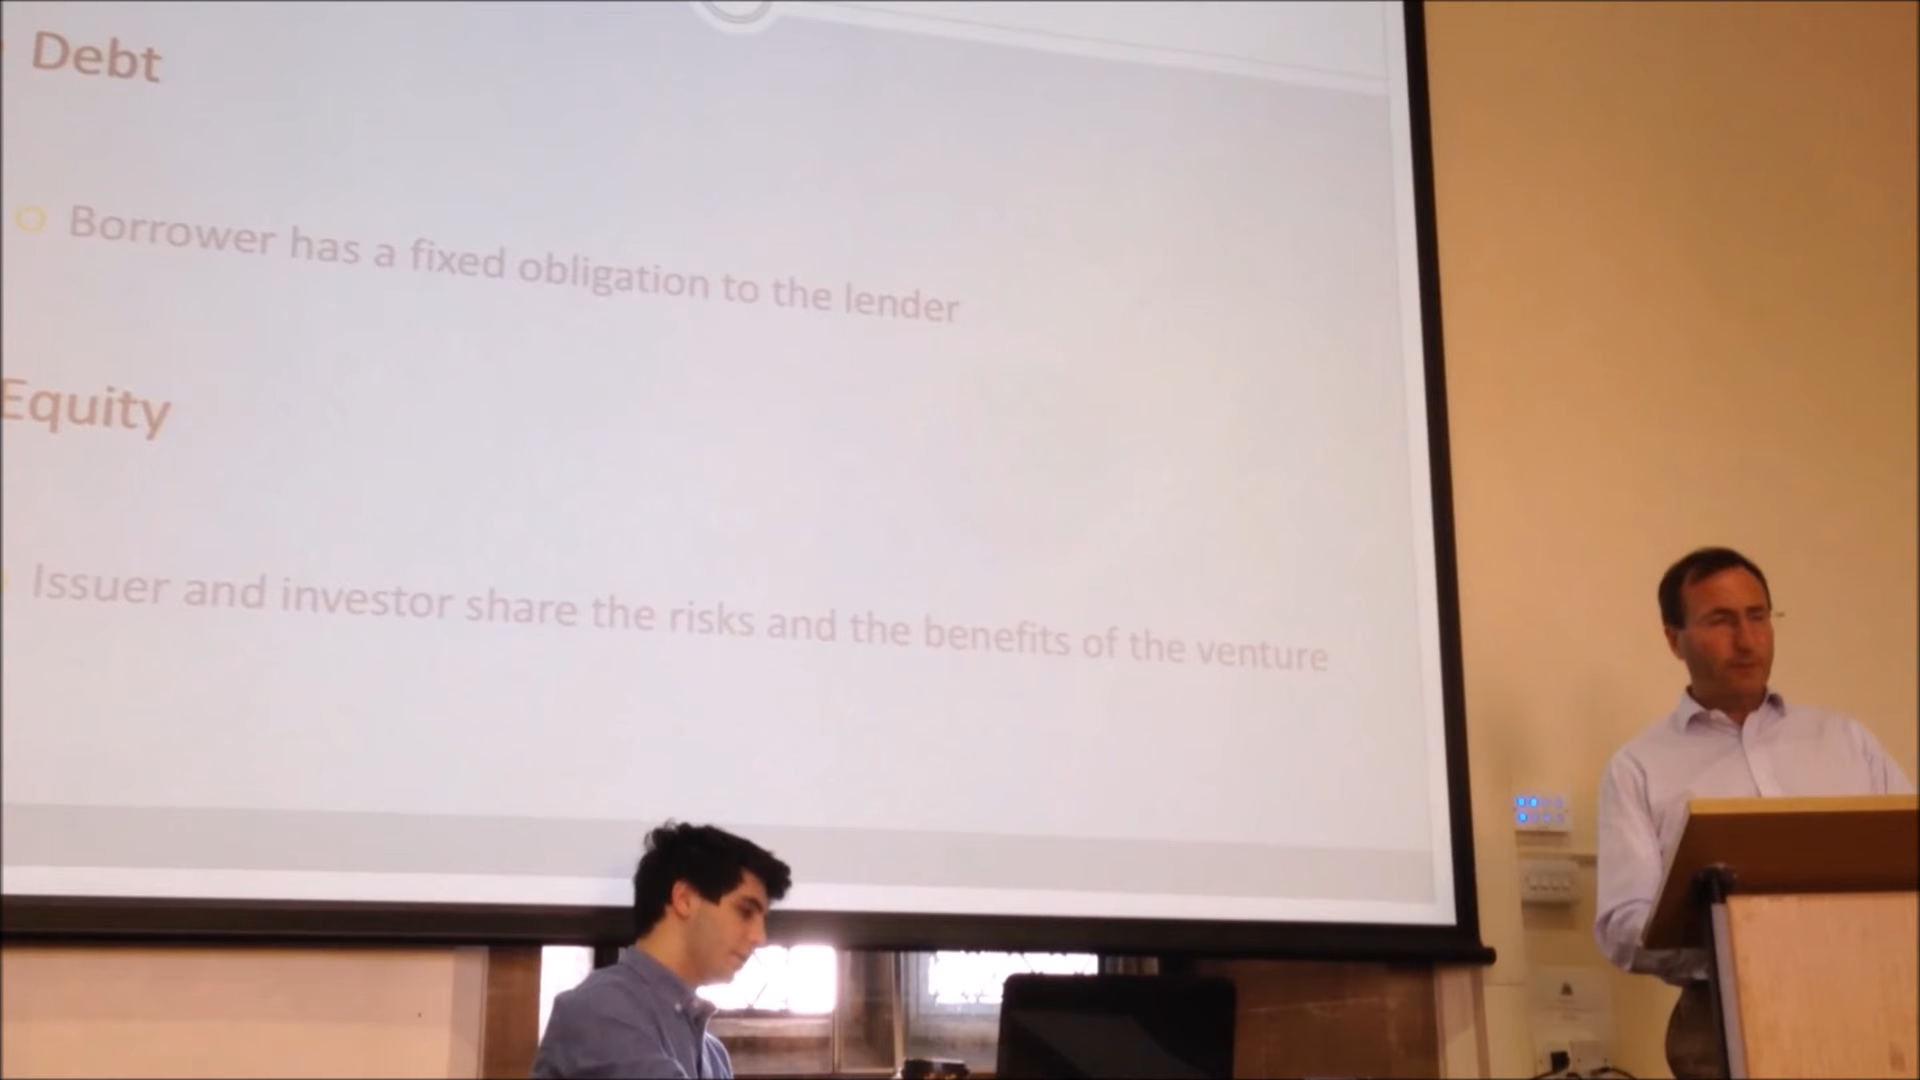 Debt
Borrower has a fixed obligation to the lender
Equity
Issuer and investor share the risks and the benefits of the venture